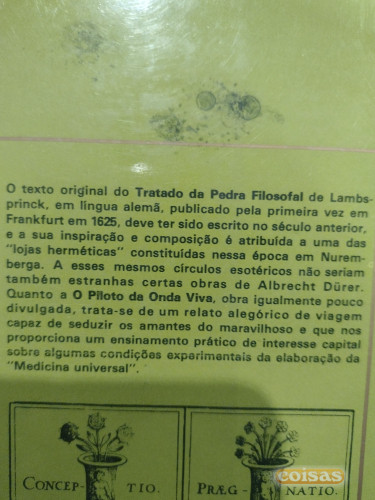 O texto original do Tratado da Pedra Filosofal de Lambs-
princk, em língua alemã, publicado pela primeira vez em
Frankfurt em 1625, deve ter sido escrito no século anterior,
e a sua inspiração e composição é atribuída a uma das
"lojas herméticas" constituídas nessa época em Nurem-
berga. A esses mesmos círculos esotéricos não seriam
também estranhas certas obras de Albrecht Dürer.
Quanto a O Piloto da Onda Viva, obra igualmente pouco
divulgada, trata-se de um relato alegórico de viagem
capaz de seduzir os amantes do maravilhoso e que nos
proporciona um ensinamento prático de interesse capital
sobre algumas condições experimentais da elaboração da
"Medicina universal".
CONCEP- TIO.
PRÆG- NATIO.
coisas